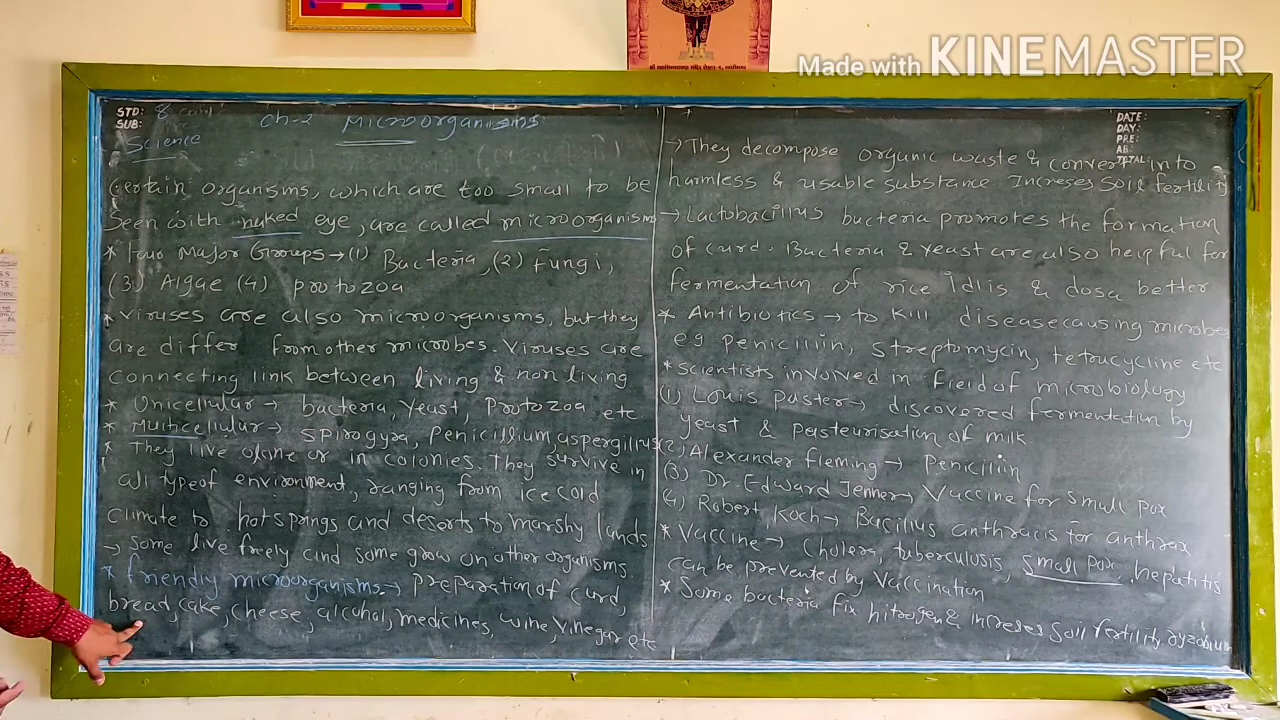 Made with KINEMASTER
STD: 8
SUB: Science
Ch-2 Microorganisms
Certain organisms, which are too small to be
seen with naked eye, are called microorganism
* Four Major Groups → (1) Bacteria, (2) Fungi,
(3) Algae (4) protozoa
* Viruses are also microorganisms, but they
are differ from other microbes. Viruses are
connecting link between living & non living
* Unicellular → bacteria, yeast, protozoa etc
* Multicellular → spirogyra, penicillium, aspergillus
* They live alone or in colonies. They survive in
all type of environment, ranging from ice cold
climate to hot springs and deserts to marshy lands
→ Some live freely and some grow on other organisms
* friendly microorganisms → preparation of curd,
bread, cake, cheese, alcohol, medicines, wine, vinegar etc
DATE:
DAY:
PRE:
AB:
TOTAL:
→ They decompose organic waste & convert into
harmless & usable substance Increses soil fertility
→ Lactobacillus bacteria promotes the formation
of curd. Bacteria & yeast are also helpful for
fermentation of rice Idlis & dosa better
* Antibiotics → to kill disease causing microbes
e.g penicillin, streptomycin, tetracycline etc
* scientists involved in field of microbiology
(1) Louis Paster → discovered fermentation by
yeast & pasteurisation of milk
(2) Alexander fleming → Penicillin
(3) Dr. Edward Jenner → Vaccine for small pox
(4) Robert Koch → Bacillus anthracis for anthrax
* Vaccine → Cholera, tuberculosis, small pox, hepatitis
can be prevented by vaccination
* Some bacteria fix nitrogen & increses soil fertility. ryzobium